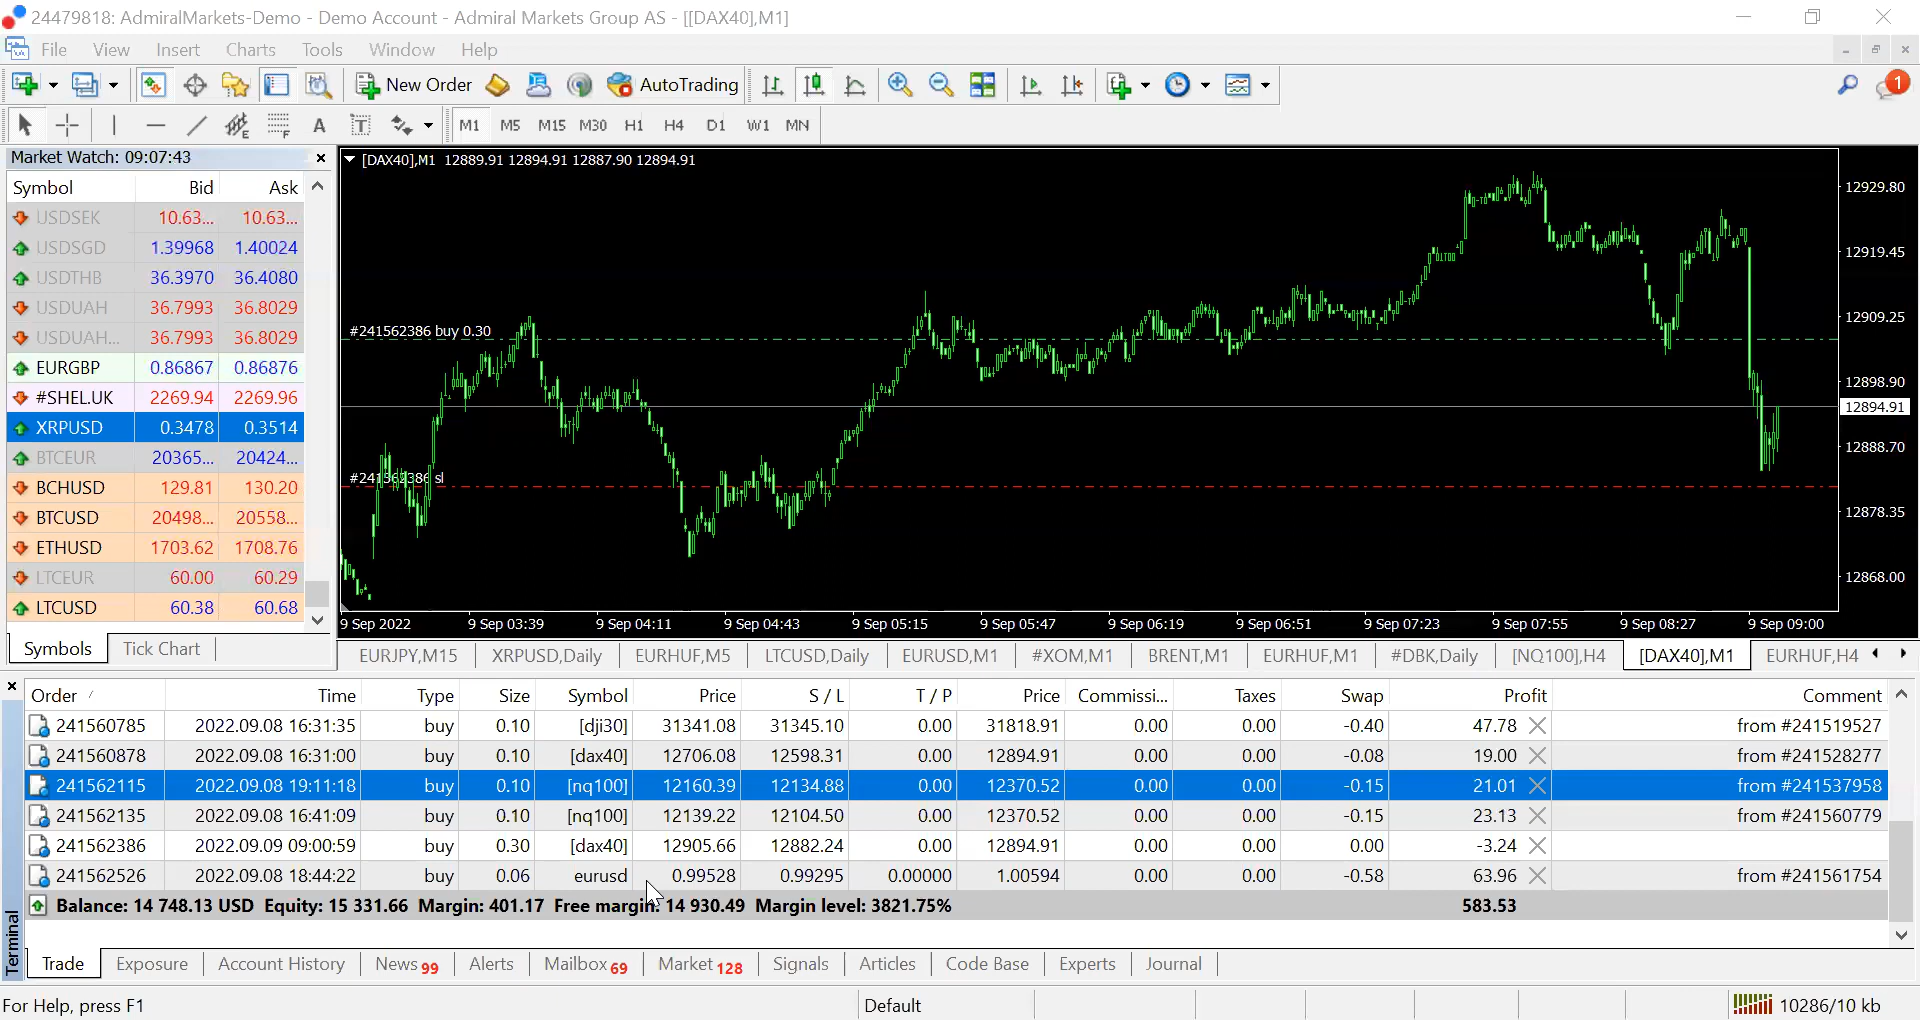 24479818: AdmiralMarkets-Demo - Demo Account - Admiral Markets Group AS - [[DAX40],M1]
File View Insert Charts Tools Window Help
New Order AutoTrading 1
A T M1 M5 M15 M30 H1 H4 D1 W1 MN
Market Watch: 09:07:43
Symbol Bid Ask
USDSEK 10.63... 10.63...
USDSGD 1.39968 1.40024
USDTHB 36.3970 36.4080
USDUAH 36.7993 36.8029
USDUAH... 36.7993 36.8029
EURGBP 0.86867 0.86876
#SHEL.UK 2269.94 2269.96
XRPUSD 0.3478 0.3514
BTCEUR 20365... 20424...
BCHUSD 129.81 130.20
BTCUSD 20498... 20558...
ETHUSD 1703.62 1708.76
LTCEUR 60.00 60.29
LTCUSD 60.38 60.68
Symbols Tick Chart
[DAX40],M1 12889.91 12894.91 12887.90 12894.91
#241562386 buy 0.30
#241562386 sl
12929.80
12919.45
12909.25
12898.90
12894.91
12888.70
12878.35
12868.00
9 Sep 2022 9 Sep 03:39 9 Sep 04:11 9 Sep 04:43 9 Sep 05:15 9 Sep 05:47 9 Sep 06:19 9 Sep 06:51 9 Sep 07:23 9 Sep 07:55 9 Sep 08:27 9 Sep 09:00
EURJPY,M15 XRPUSD,Daily EURHUF,M5 LTCUSD,Daily EURUSD,M1 #XOM,M1 BRENT,M1 EURHUF,M1 #DBK,Daily [NQ100],H4 [DAX40],M1 EURHUF,H4
Order Time Type Size Symbol Price S / L T / P Price Commissi... Taxes Swap Profit Comment
241560785 2022.09.08 16:31:35 buy 0.10 [dji30] 31341.08 31345.10 0.00 31818.91 0.00 0.00 -0.40 47.78 from #241519527
241560878 2022.09.08 16:31:00 buy 0.10 [dax40] 12706.08 12598.31 0.00 12894.91 0.00 0.00 -0.08 19.00 from #241528277
241562115 2022.09.08 19:11:18 buy 0.10 [nq100] 12160.39 12134.88 0.00 12370.52 0.00 0.00 -0.15 21.01 from #241537958
241562135 2022.09.08 16:41:09 buy 0.10 [nq100] 12139.22 12104.50 0.00 12370.52 0.00 0.00 -0.15 23.13 from #241560779
241562386 2022.09.09 09:00:59 buy 0.30 [dax40] 12905.66 12882.24 0.00 12894.91 0.00 0.00 0.00 -3.24
241562526 2022.09.08 18:44:22 buy 0.06 eurusd 0.99528 0.99295 0.00000 1.00594 0.00 0.00 -0.58 63.96 from #241561754
Balance: 14 748.13 USD Equity: 15 331.66 Margin: 401.17 Free margin: 14 930.49 Margin level: 3821.75% 583.53
Terminal
Trade Exposure Account History News 99 Alerts Mailbox 69 Market 128 Signals Articles Code Base Experts Journal
For Help, press F1 Default 10286/10 kb